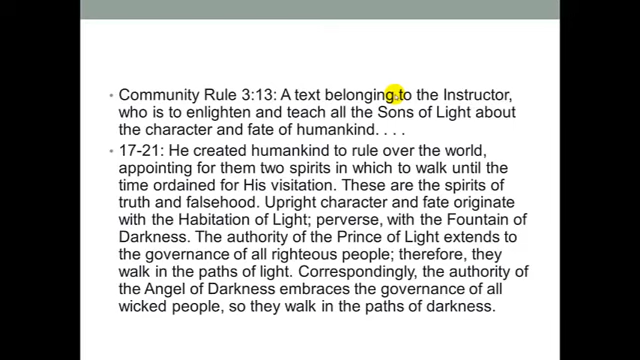 • Community Rule 3:13: A text belonging to the Instructor,
who is to enlighten and teach all the Sons of Light about
the character and fate of humankind. . . .
• 17-21: He created humankind to rule over the world,
appointing for them two spirits in which to walk until the
time ordained for His visitation. These are the spirits of
truth and falsehood. Upright character and fate originate
with the Habitation of Light; perverse, with the Fountain of
Darkness. The authority of the Prince of Light extends to
the governance of all righteous people; therefore, they
walk in the paths of light. Correspondingly, the authority of
the Angel of Darkness embraces the governance of all
wicked people, so they walk in the paths of darkness.